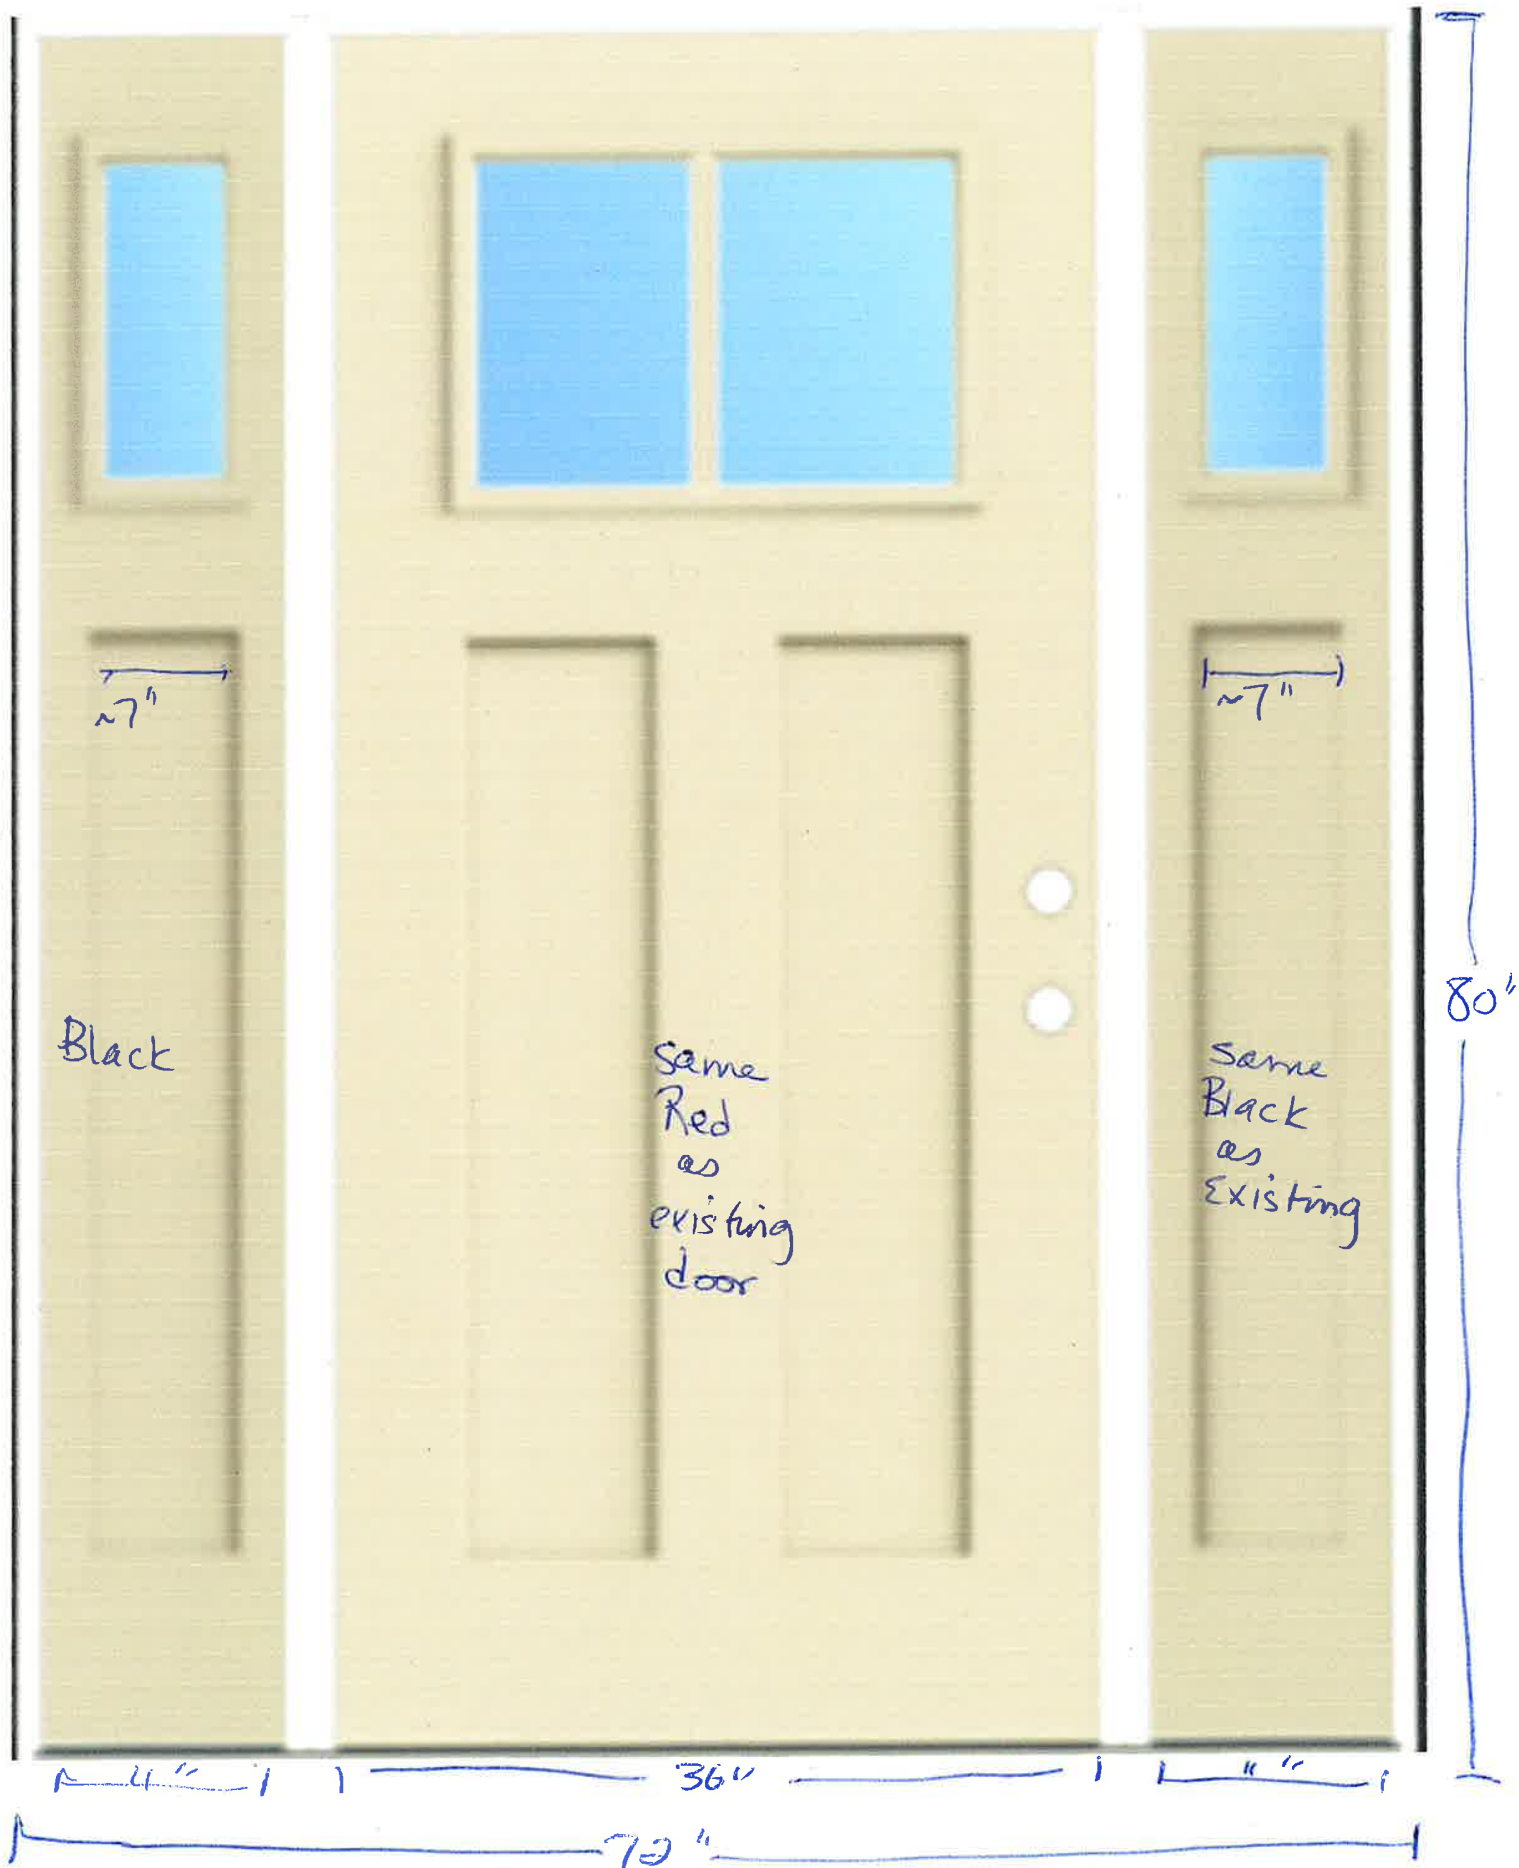 ~7"
~7"
80"
Black
same
Red
as
existing
door
same
Black
as
Existing
36"
72"